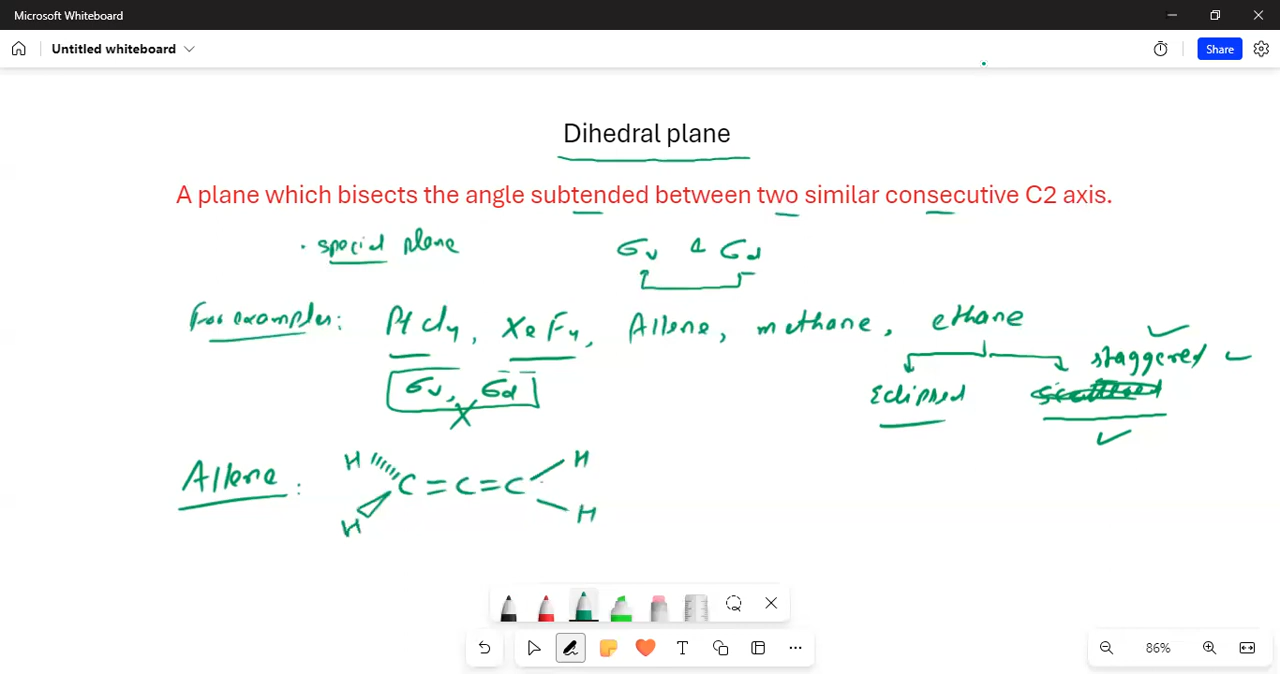 Microsoft Whiteboard
Untitled whiteboard
Share
Dihedral plane
A plane which bisects the angle subtended between two similar consecutive C2 axis.
. special plane
σv & σd
For examples: PtCl4, XeF4, Allene, methane, ethane
staggered
σv, σd
Eclipsed
Allene :
H H
C = C = C
H H
T
86%